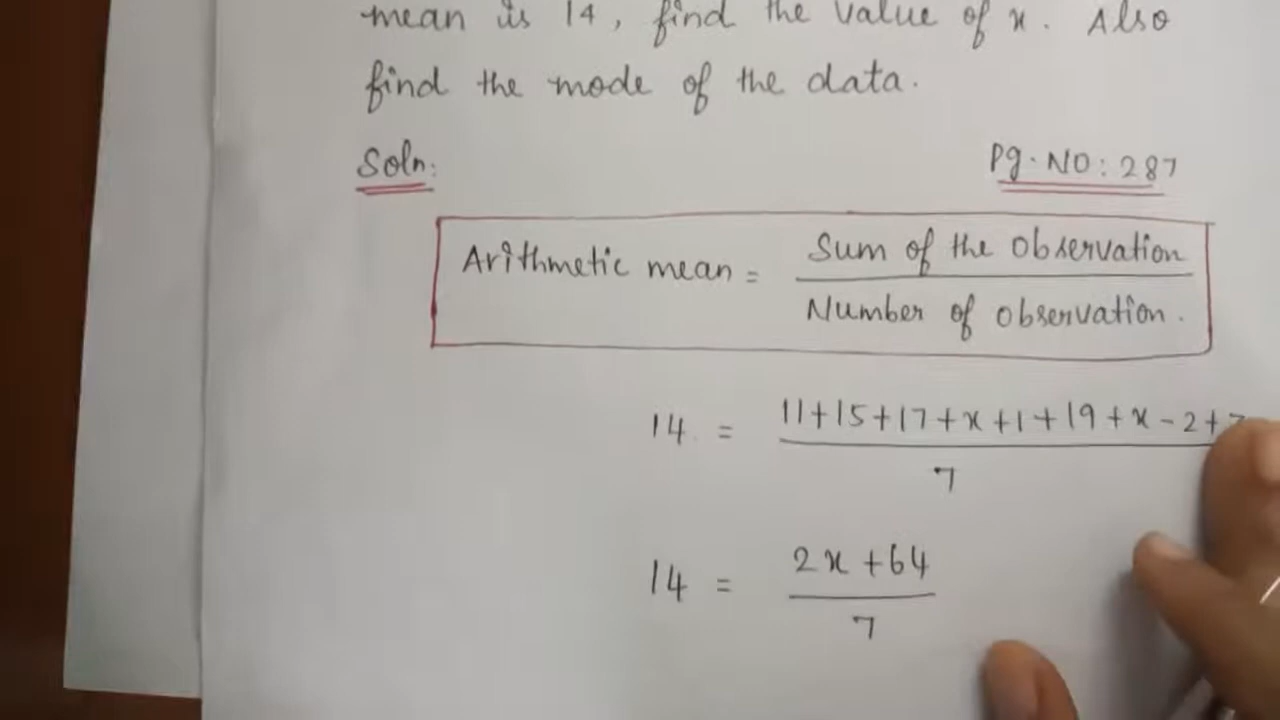 mean is 14, find the value of x. Also
find the mode of the data.
Soln:
Pg. NO: 287
Arithmetic mean = Sum of the Observation
Number of observation.
14 = 11+15+17+x+1+19+x-2+
7
14 = 2x+64
7